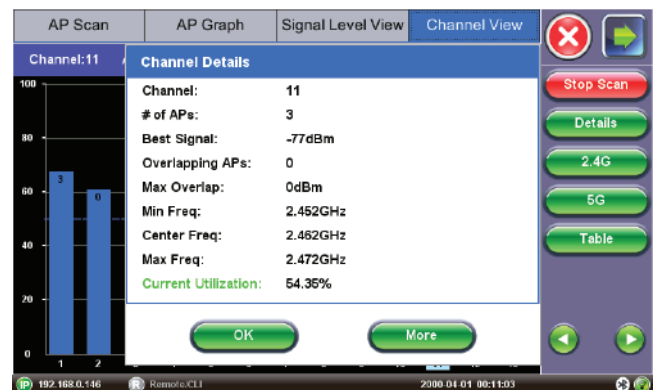 AP Scan AP Graph Signal Level View Channel View
Channel:11
Channel Details
Channel: 11
# of APs: 3
Best Signal: -77dBm
Overlapping APs: 0
Max Overlap: 0dBm
Min Freq: 2.452GHz
Center Freq: 2.462GHz
Max Freq: 2.472GHz
Current Utilization: 54.35%
OK More
100
80
60
40
20
0
3
0
1 2
Stop Scan
Details
2.4G
5G
Table
IP 192.168.0.146 R Remote/CLI 2000-04-01 00:11:03